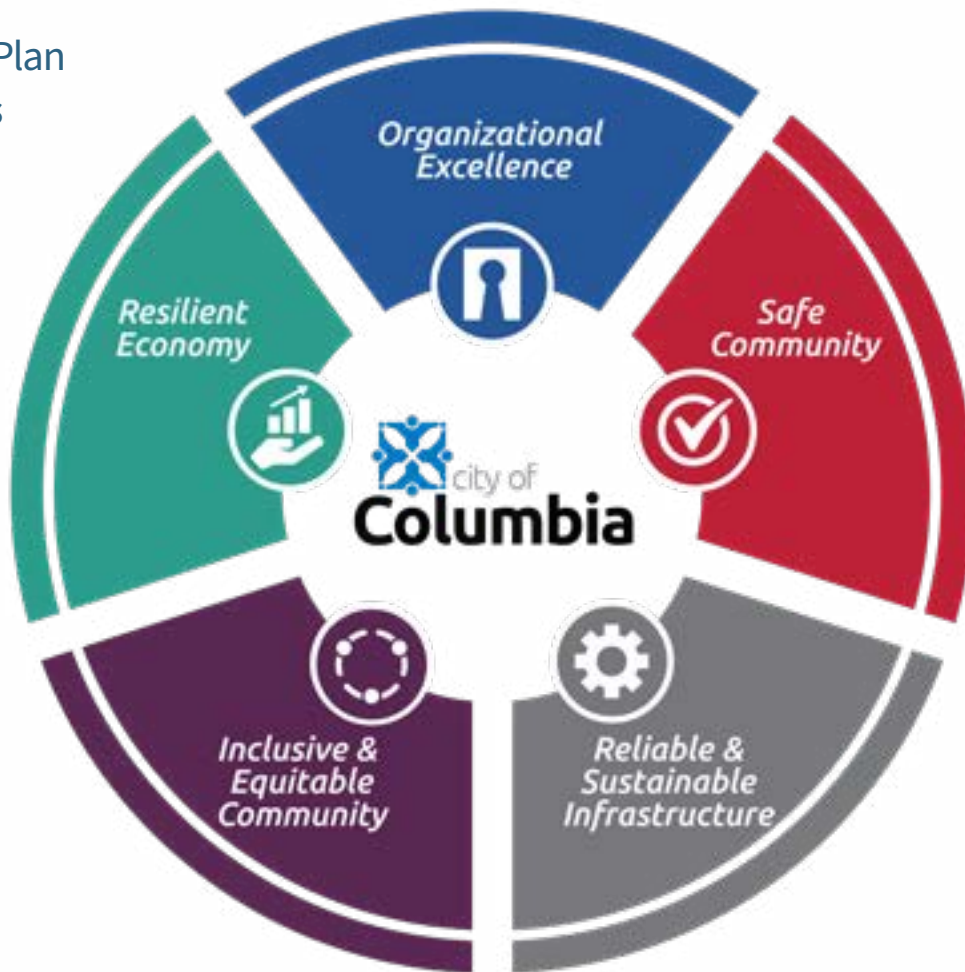 Plan
s
Organizational
Excellence
Safe
Community
Reliable &
Sustainable
Infrastructure
Inclusive &
Equitable
Community
Resilient
Economy
city of
Columbia